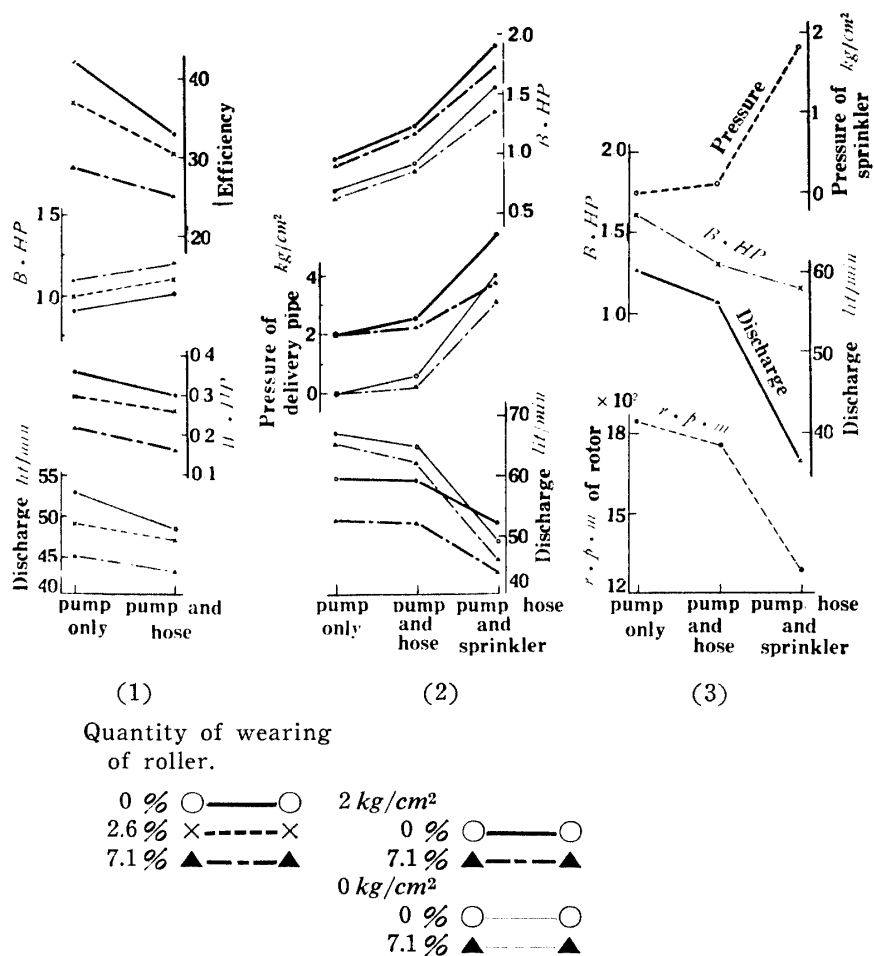 40
30
20
Efficiency
1 5
1 0
B · HP
0 4
0 3
0 2
0 1
55
50
45
40
Discharge lit/min
pump only
pump and hose
(1)
2.0
1.5
1.0
0.5
B · HP
4
2
0
Pressure of delivery pipe kg/cm²
70
60
50
40
Discharge lit/min
pump only
pump and hose
pump hose and sprinkler
(2)
2
1
0
Pressure of sprinkler kg/cm²
Pressure
2.0
1.5
1.0
B · HP
B · HP
60
50
40
Discharge lit/min
Discharge
× 10²
18
15
12
r · p · m of rotor
r · p · m
pump only
pump and hose
pump hose and sprinkler
(3)
Quantity of wearing
of roller.
0 %
2.6 %
7.1 %
2 kg/cm²
0 %
7.1 %
0 kg/cm²
0 %
7.1 %